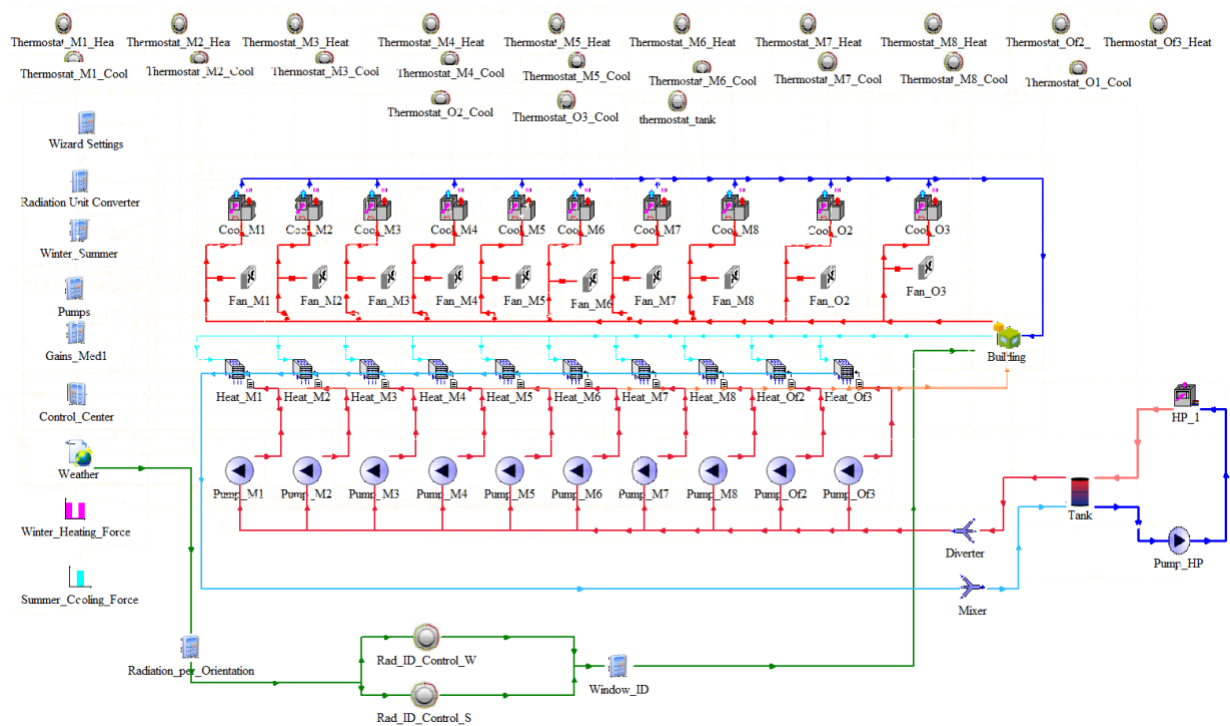 Thermostat_M1_Hea Thermostat_M2_Hea Thermostat_M3_Heat Thermostat_M4_Heat Thermostat_M5_Heat Thermostat_M6_Heat Thermostat_M7_Heat Thermostat_M8_Heat Thermostat_Of2_ Thermostat_Of3_Heat
Thermostat_M1_Cool Thermostat_M2_Cool Thermostat_M3_Cool Thermostat_M4_Cool Thermostat_M5_Cool Thermostat_M6_Cool Thermostat_M7_Cool Thermostat_M8_Cool Thermostat_O1_Cool
Thermostat_O2_Cool Thermostat_O3_Cool thermostat_tank
Wizard Settings
Radiation Unit Converter
Cool_M1 Cool_M2 Cool_M3 Cool_M4 Cool_M5 Cool_M6 Cool_M7 Cool_M8 Cool_O2 Cool_O3
Winter_Summer
Fan_M1 Fan_M2 Fan_M3 Fan_M4 Fan_M5 Fan_M6 Fan_M7 Fan_M8 Fan_O2 Fan_O3
Pumps
Gains_Med1
Building
Heat_M1 Heat_M2 Heat_M3 Heat_M4 Heat_M5 Heat_M6 Heat_M7 Heat_M8 Heat_Of2 Heat_Of3
Control_Center
HP_1
Weather
Pump_M1 Pump_M2 Pump_M3 Pump_M4 Pump_M5 Pump_M6 Pump_M7 Pump_M8 Pump_Of2 Pump_Of3
Tank
Winter_Heating_Force
Diverter
Pump_HP
Summer_Cooling_Force
Mixer
Radiation_per_Orientation
Rad_ID_Control_W
Window_ID
Rad_ID_Control_S